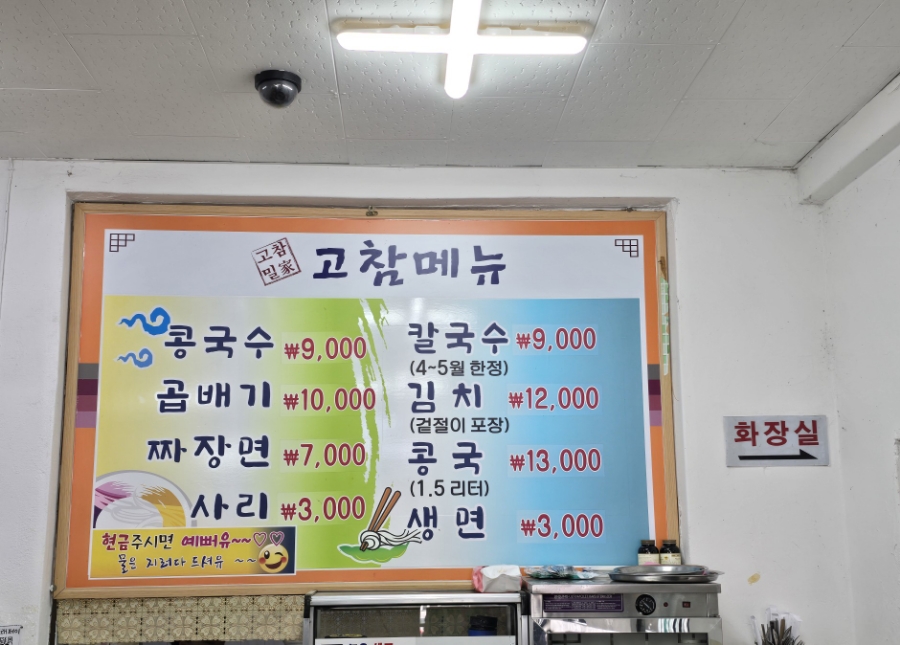 고참
밀家
고참메뉴
콩국수 ₩9,000
곱배기 ₩10,000
짜장면 ₩7,000
사리 ₩3,000
현금주시면 예뻐유~~♡♡
물은 지러다 드셔유 ~~
칼국수 ₩9,000
(4~5월 한정)
김치 ₩12,000
(겉절이 포장)
콩국 ₩13,000
(1.5 리터)
생면 ₩3,000
화장실